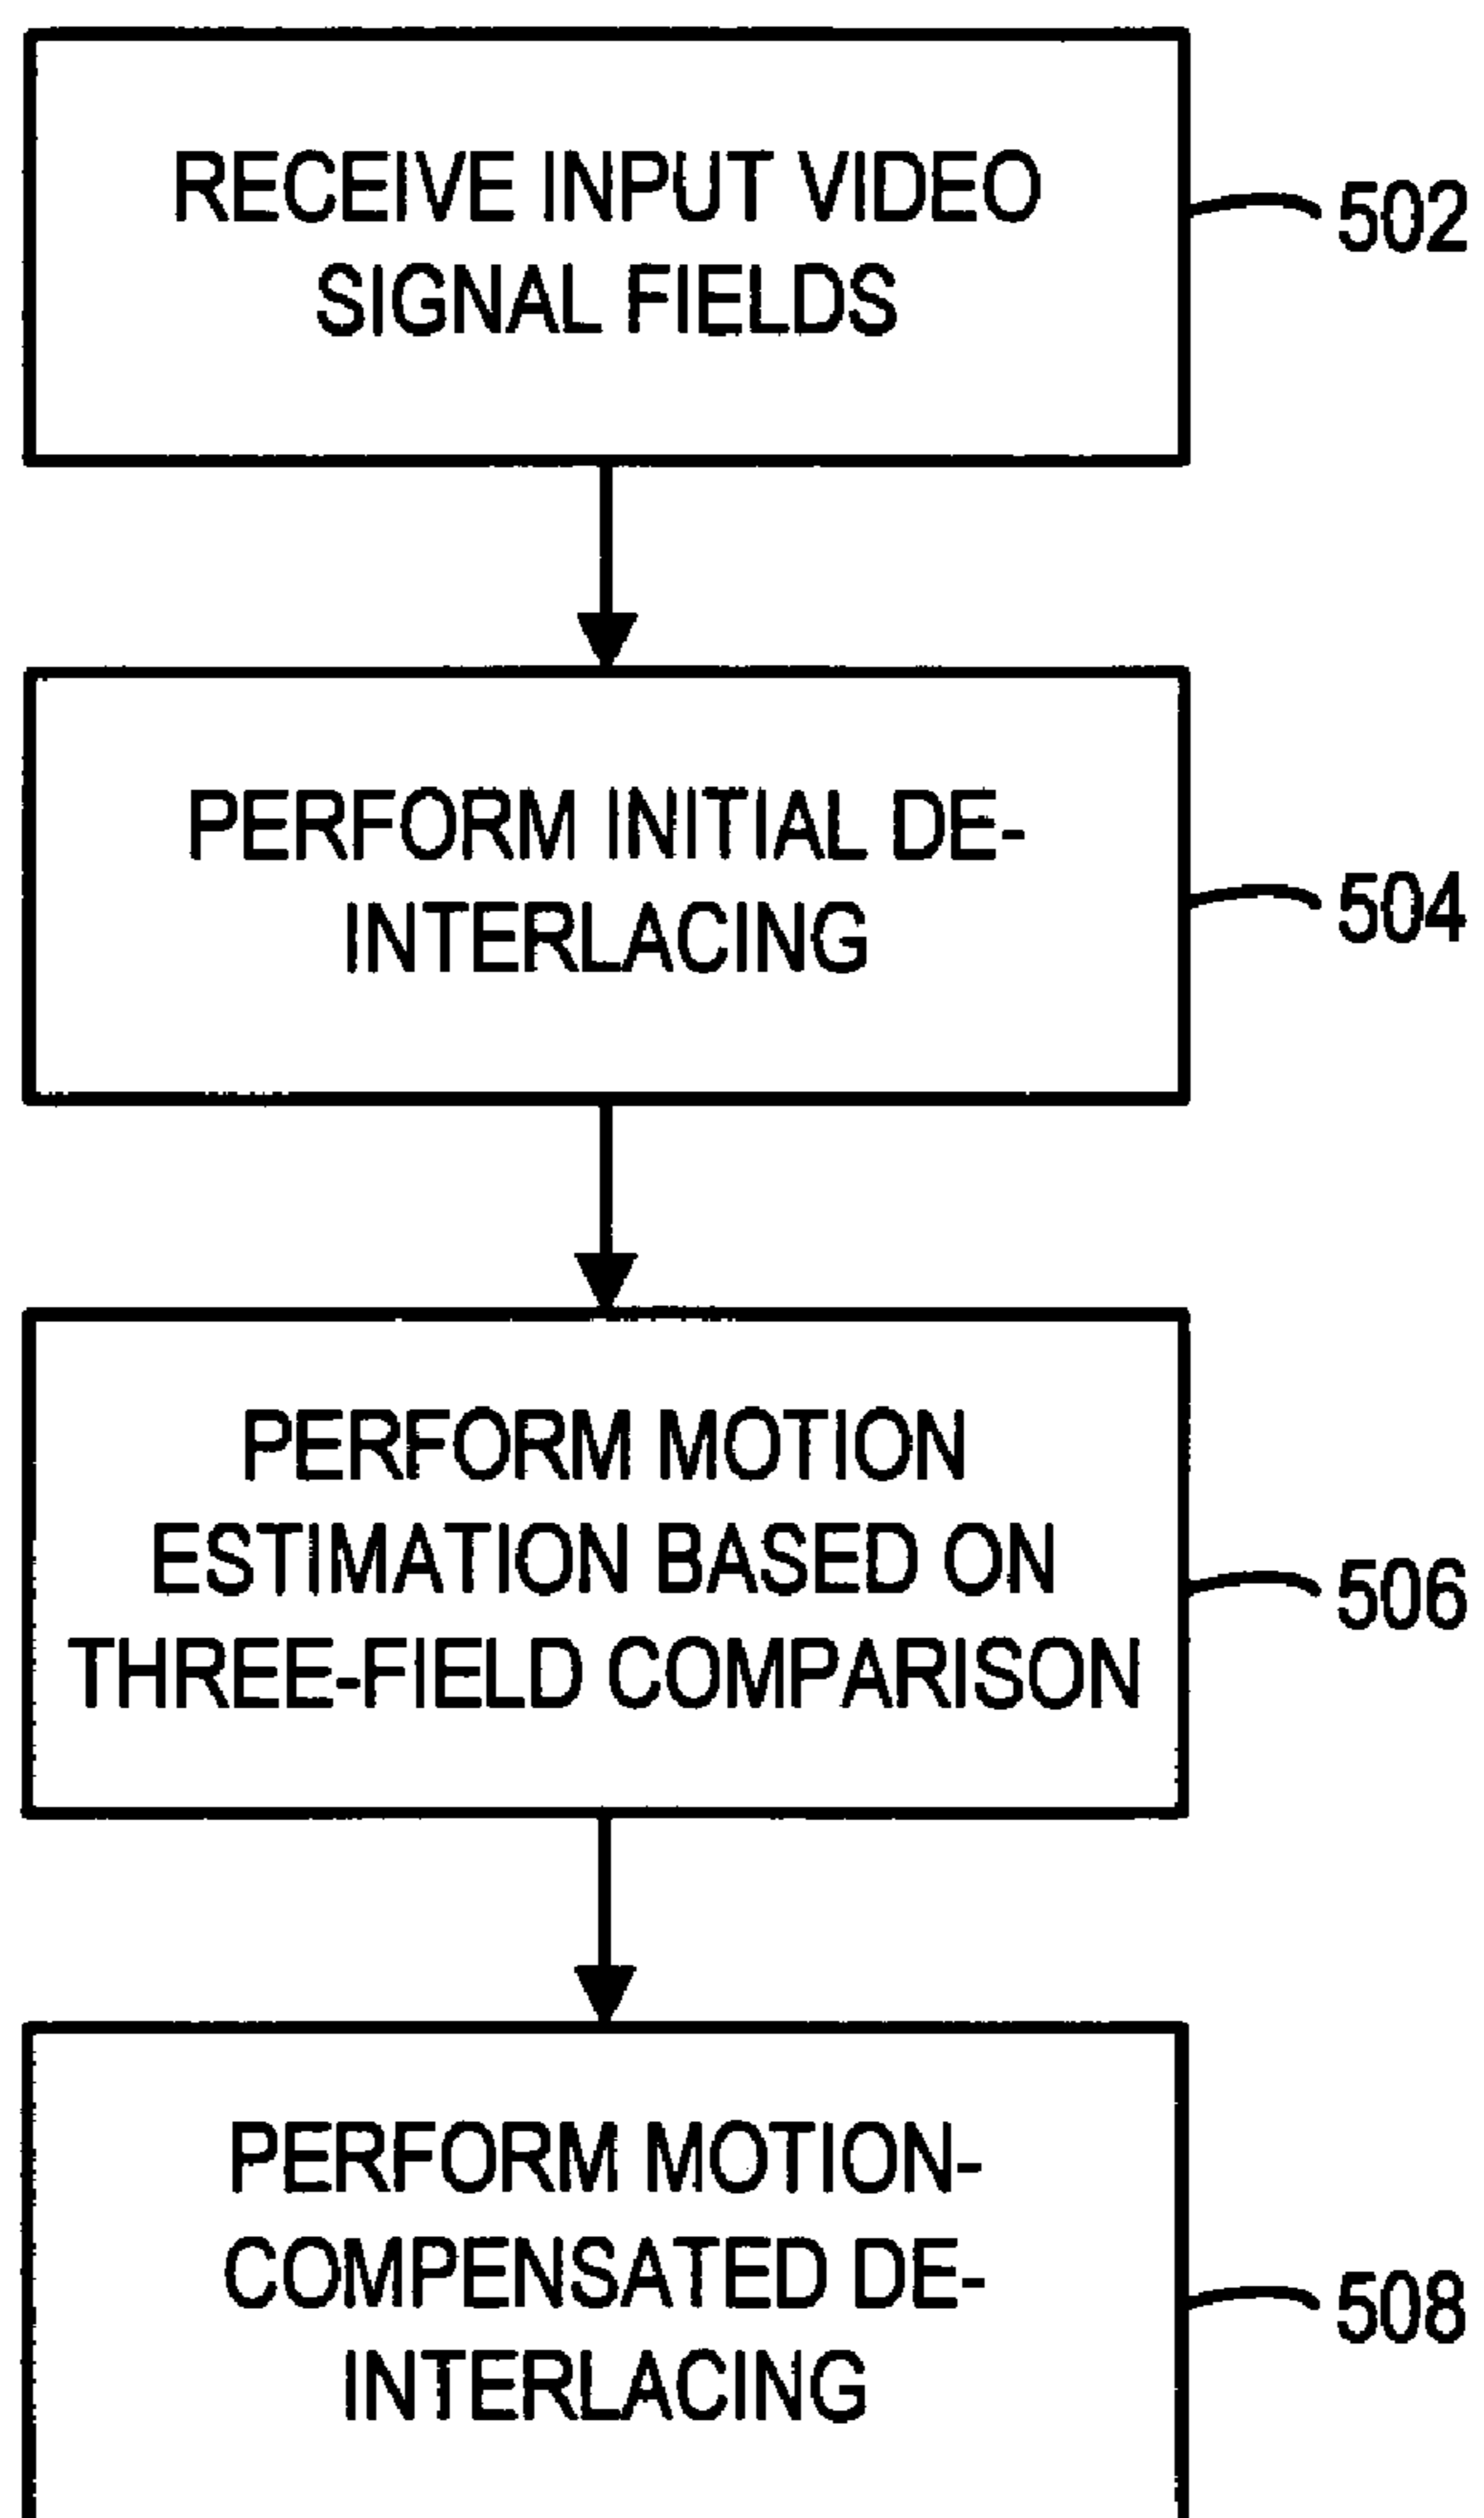 RECEIVE INPUT VIDEO
SIGNAL FIELDS
502
PERFORM INITIAL DE-
INTERLACING
504
PERFORM MOTION
ESTIMATION BASED ON
THREE-FIELD COMPARISON
506
PERFORM MOTION-
COMPENSATED DE-
INTERLACING
508